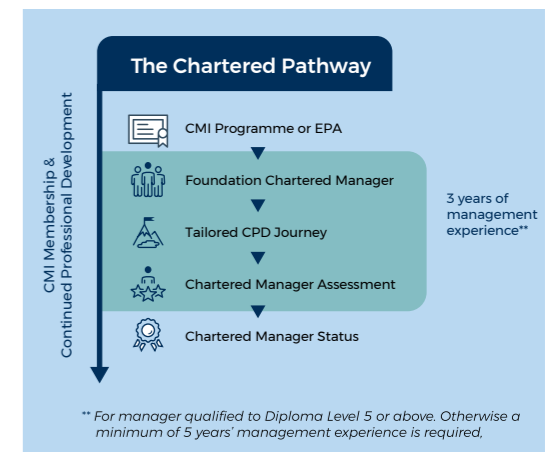 The Chartered Pathway
CMI Membership &
Continued Professional Development
CMI Programme or EPA
Foundation Chartered Manager
Tailored CPD Journey
Chartered Manager Assessment
Chartered Manager Status
3 years of
management
experience**
** For manager qualified to Diploma Level 5 or above. Otherwise a
minimum of 5 years’ management experience is required,